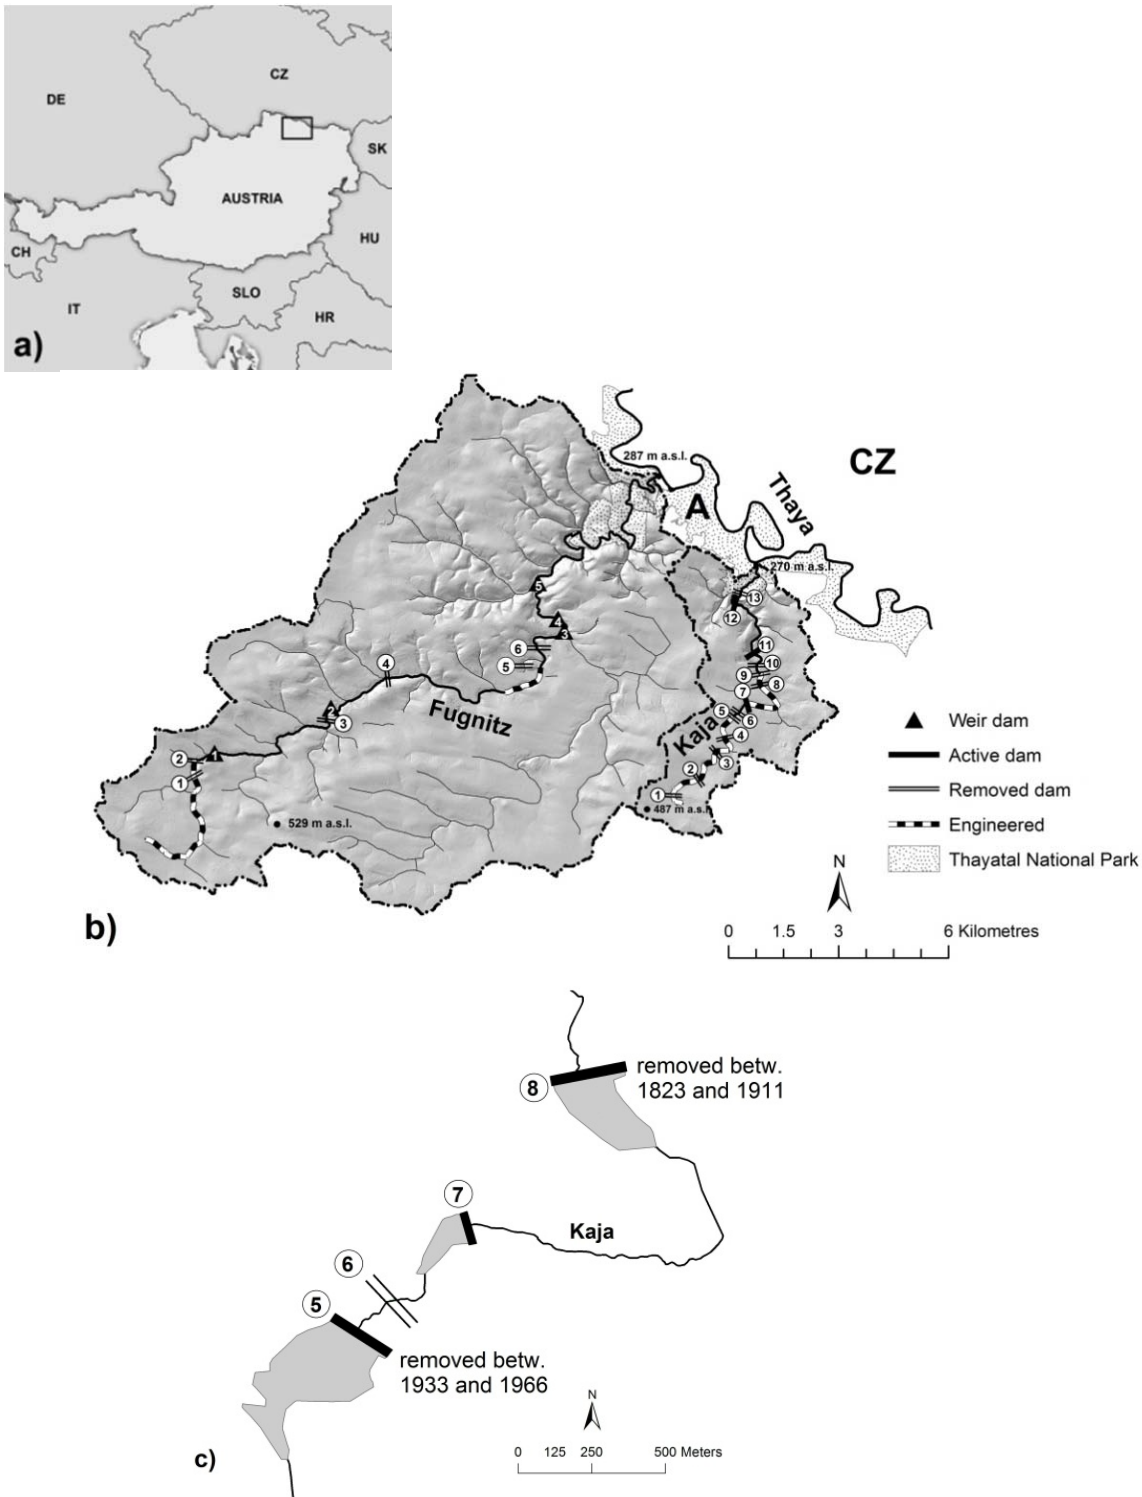 CZ
DE
SK
AUSTRIA
HU
CH
SLO
IT
HR
a)
287 m a.s.l.
CZ
A
Thaya
270 m a.s.l.
13
12
5
4
3
11
6
10
5
9
8
7
4
Fugnitz
2
3
5
6
Kaja
4
3
2
1
2
1
1
487 m a.s.l.
529 m a.s.l.
Weir dam
Active dam
Removed dam
Engineered
Thayatal National Park
N
b)
0 1.5 3 6 Kilometres
8
removed betw.
1823 and 1911
7
Kaja
6
5
removed betw.
1933 and 1966
N
c)
0 125 250 500 Meters